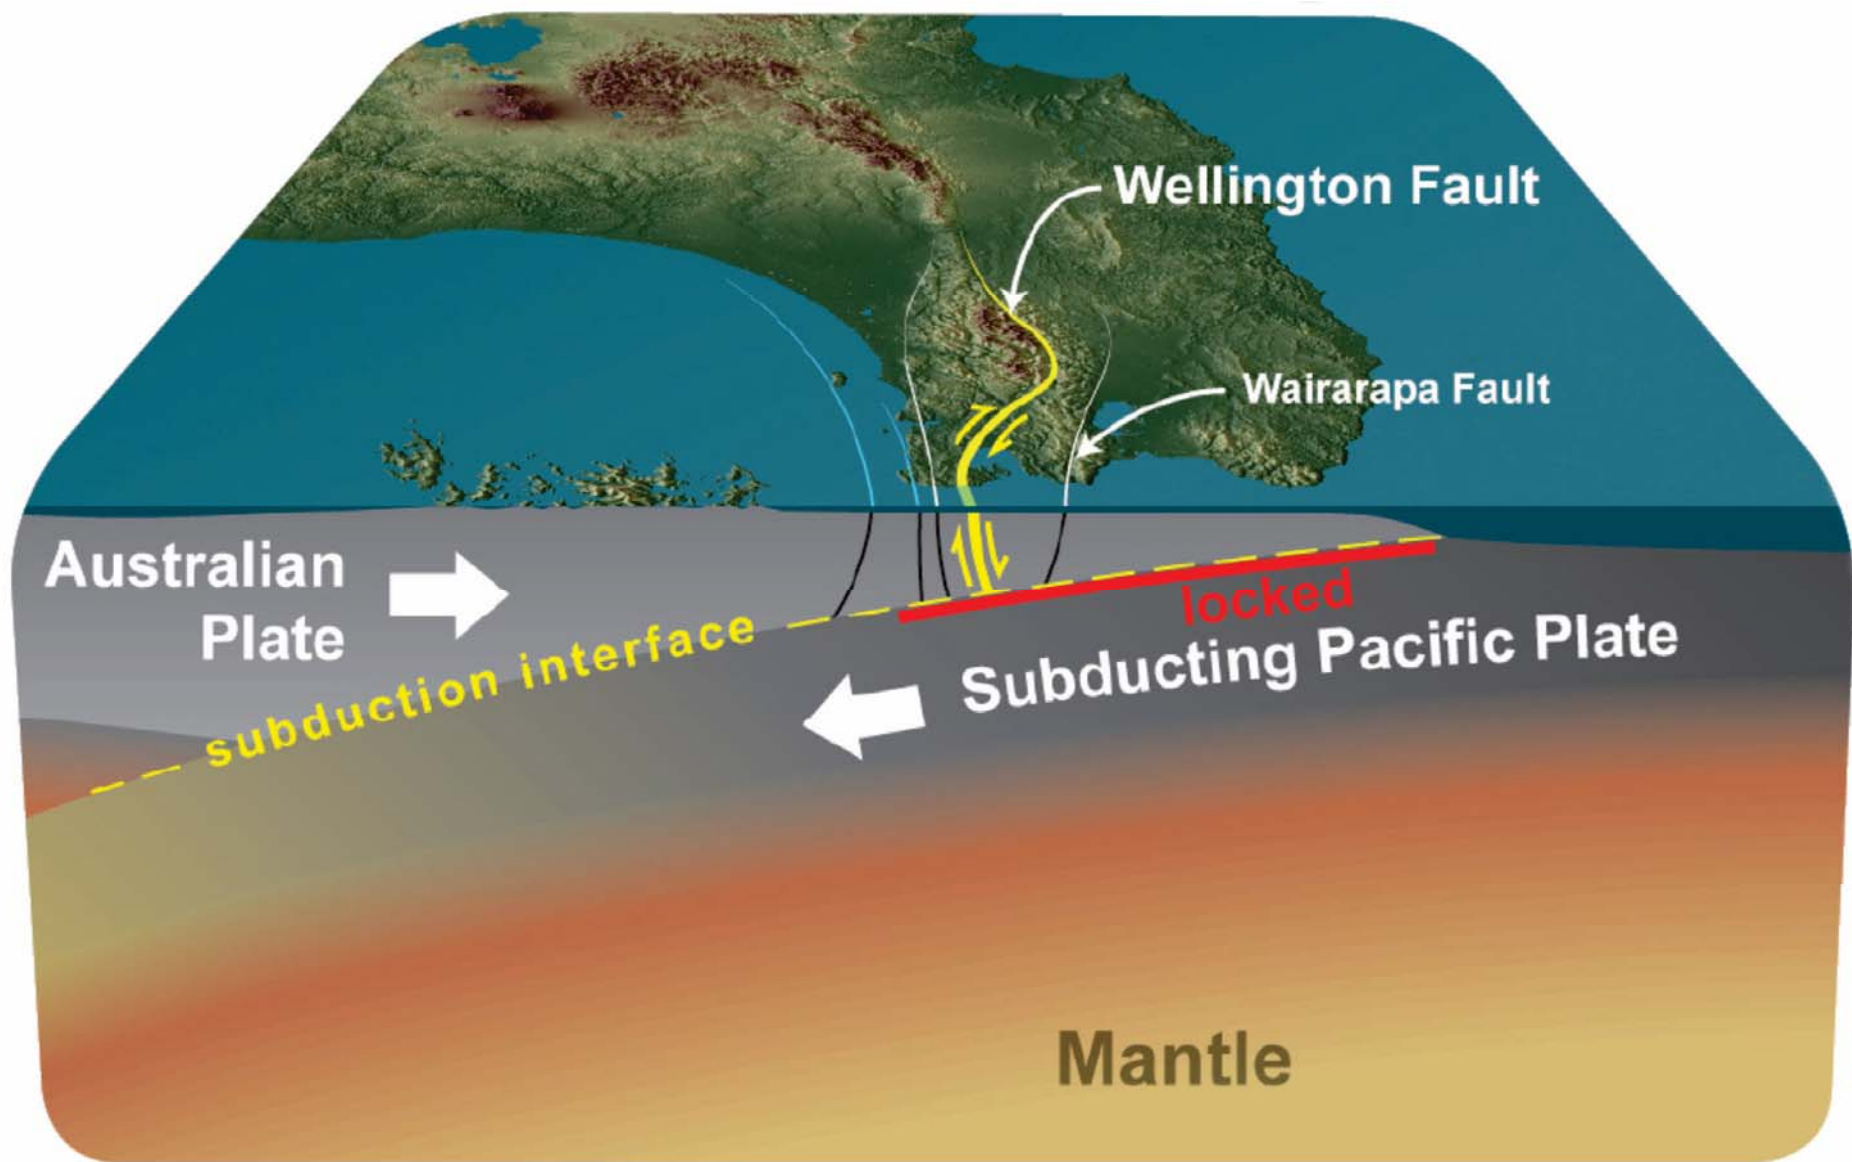 Wellington Fault
Wairarapa Fault
Australian
Plate
subduction interface
locked
Subducting Pacific Plate
Mantle